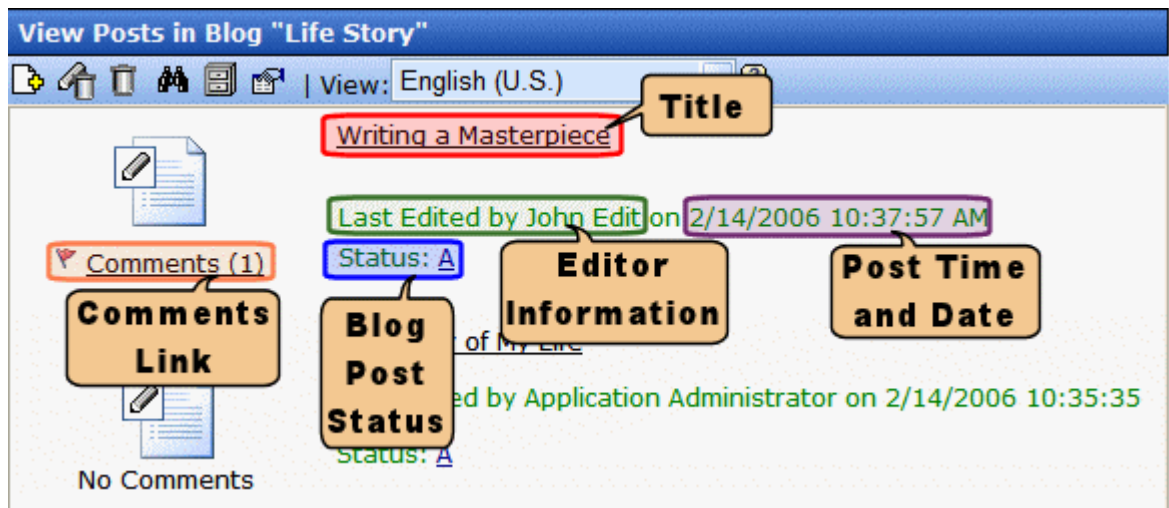 View Posts in Blog "Life Story"
| View: English (U.S.)
Title
Writing a Masterpiece
Last Edited by John Edit on 2/14/2006 10:37:57 AM
Comments (1)
Status: A
Editor
Information
Post Time
and Date
Comments
Link
Blog
Post
Status
of My Life
ed by Application Administrator on 2/14/2006 10:35:35
Status: A
No Comments